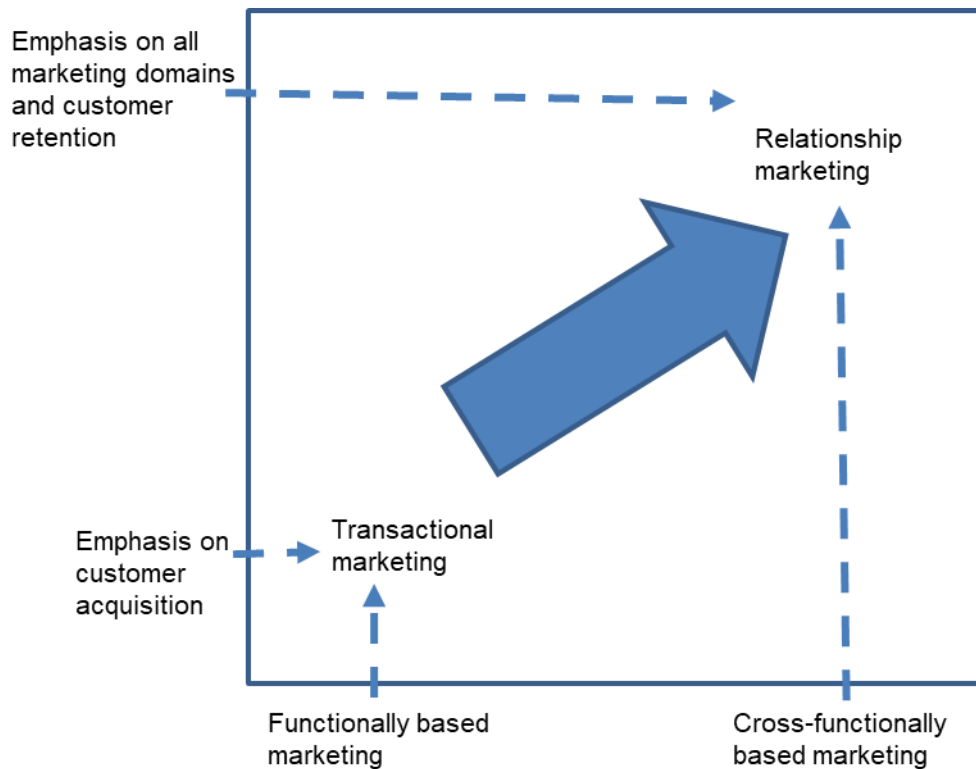 Emphasis on all
marketing domains
and customer
retention
Relationship
marketing
Transactional
marketing
Emphasis on
customer
acquisition
Functionally based
marketing
Cross-functionally
based marketing